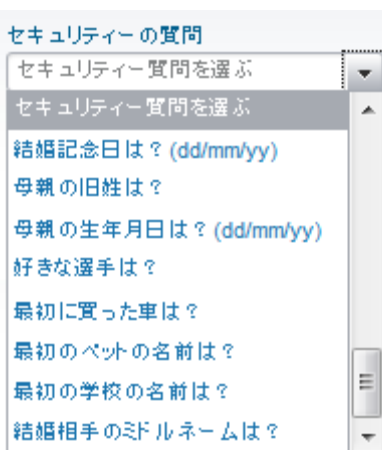 セキュリティーの質問
セキュリティー質問を選ぶ
セキュリティー質問を選ぶ
結婚記念日は？(dd/mm/yy)
母親の旧姓は？
母親の生年月日は？(dd/mm/yy)
好きな選手は？
最初に買った車は？
最初のペットの名前は？
最初の学校の名前は？
結婚相手のミドルネームは？